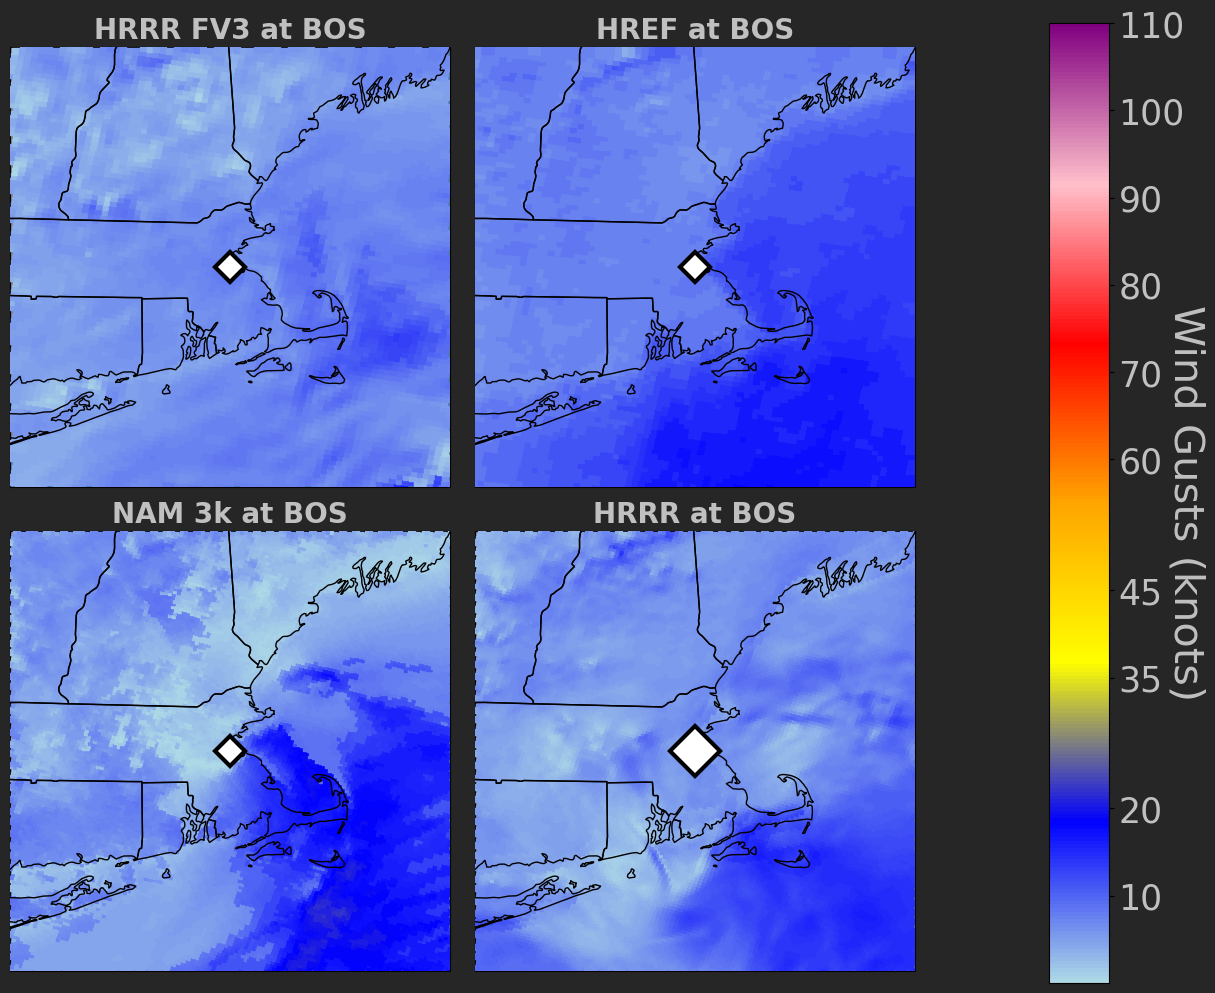 HRRR FV3 at BOS
HREF at BOS
NAM 3k at BOS
HRRR at BOS
110
100
90
80
70
60
45
35
20
10
Wind Gusts (knots)